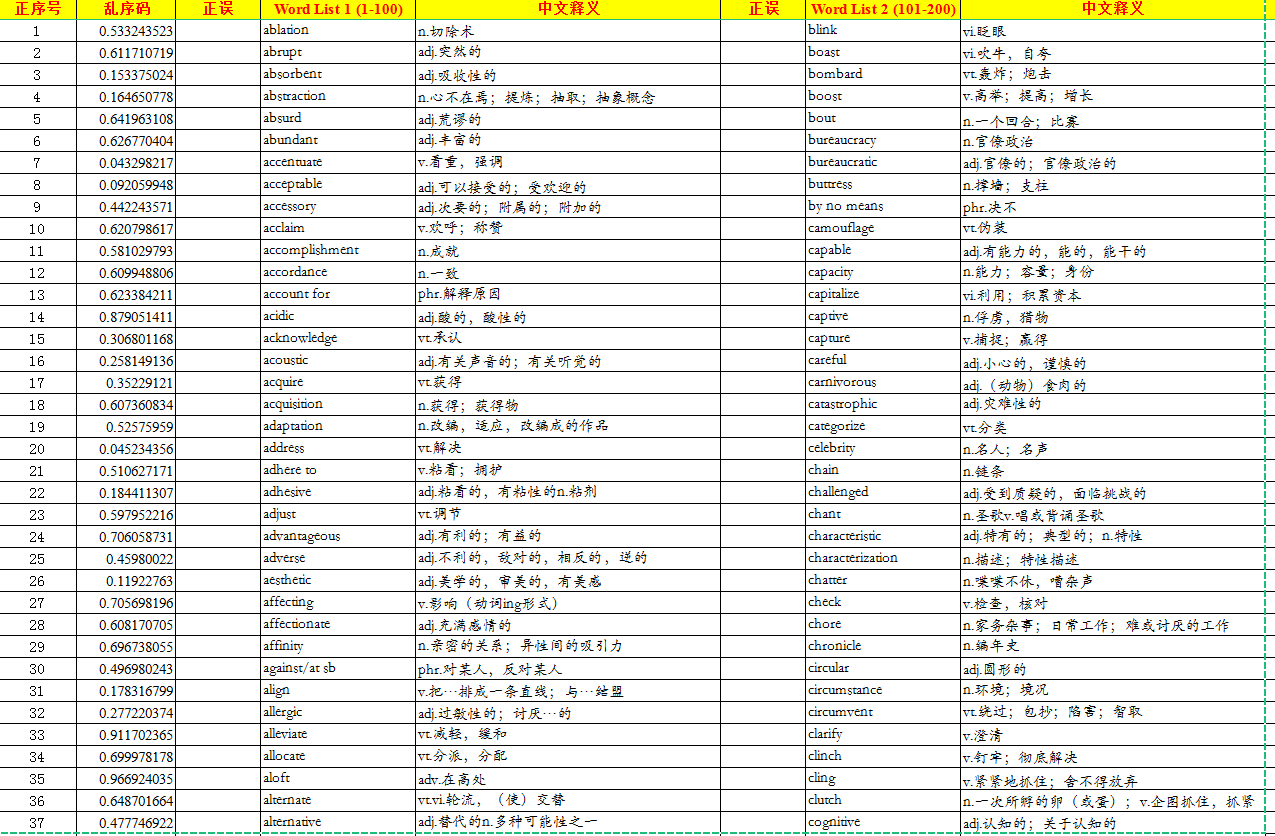 正序号 乱序码 正误 Word List 1 (1-100) 中文释义 正误 Word List 2 (101-200) 中文释义
1 0.533243523 ablation n.切除术 blink vi.眨眼
2 0.611710719 abrupt adj.突然的 boast vi.吹牛，自夸
3 0.153375024 absorbent adj.吸收性的 bombard vt.轰炸；炮击
4 0.164650778 abstraction n.心不在焉；提炼；抽取；抽象概念 boost v.高举；提高；增长
5 0.641963108 absurd adj.荒谬的 bout n.一个回合；比赛
6 0.626770404 abundant adj.丰富的 bureaucracy n.官僚政治
7 0.043298217 accentuate v.着重，强调 bureaucratic adj.官僚的；官僚政治的
8 0.092059948 acceptable adj.可以接受的；受欢迎的 buttress n.撑墙；支柱
9 0.442243571 accessory adj.次要的；附属的；附加的 by no means phr.决不
10 0.620798617 acclaim v.欢呼；称赞 camouflage vt.伪装
11 0.581029793 accomplishment n.成就 capable adj.有能力的，能的，能干的
12 0.609948806 accordance n.一致 capacity n.能力；容量；身份
13 0.623384211 account for phr.解释原因 capitalize vi.利用；积累资本
14 0.879051411 acidic adj.酸的，酸性的 captive n.俘虏，猎物
15 0.306801168 acknowledge vt.承认 capture v.捕捉；赢得
16 0.258149136 acoustic adj.有关声音的；有关听觉的 careful adj.小心的，谨慎的
17 0.35229121 acquire vt.获得 carnivorous adj.（动物）食肉的
18 0.607360834 acquisition n.获得；获得物 catastrophic adj.灾难性的
19 0.52575959 adaptation n.改编，适应，改编成的作品 categorize vt.分类
20 0.045234356 address vt.解决 celebrity n.名人；名声
21 0.510627171 adhere to v.粘着；拥护 chain n.链条
22 0.184411307 adhesive adj.粘着的，有粘性的n.粘剂 challenged adj.受到质疑的，面临挑战的
23 0.597952216 adjust vt.调节 chant n.圣歌v.唱或背诵圣歌
24 0.706058731 advantageous adj.有利的；有益的 characteristic adj.特有的；典型的；n.特性
25 0.45980022 adverse adj.不利的，敌对的，相反的，逆的 characterization n.描述；特性描述
26 0.11922763 aesthetic adj.美学的，审美的，有美感 chatter n.喋喋不休，嘈杂声
27 0.705698196 affecting v.影响（动词ing形式） check v.检查，核对
28 0.608170705 affectionate adj.充满感情的 chore n.家务杂事；日常工作；难或讨厌的工作
29 0.696738055 affinity n.亲密的关系；异性间的吸引力 chronicle n.编年史
30 0.496980243 against/at sb phr.对某人，反对某人 circular adj.圆形的
31 0.178316799 align v.把…排成一条直线；与…结盟 circumstance n.环境；境况
32 0.277220374 allergic adj.过敏性的；讨厌…的 circumvent vt.绕过；包抄；陷害；智取
33 0.911702365 alleviate vt.减轻，缓和 clarify v.澄清
34 0.699978178 allocate vt.分派，分配 clinch v.钉牢；彻底解决
35 0.966924035 aloft adv.在高处 cling v.紧紧地抓住；舍不得放弃
36 0.648701664 alternate vt.vi.轮流，（使）交替 clutch n.一次所孵的卵（或蛋）；v.企图抓住，抓紧
37 0.477746922 alternative adj.替代的n.多种可能性之一 cognitive adj.认知的；关于认知的